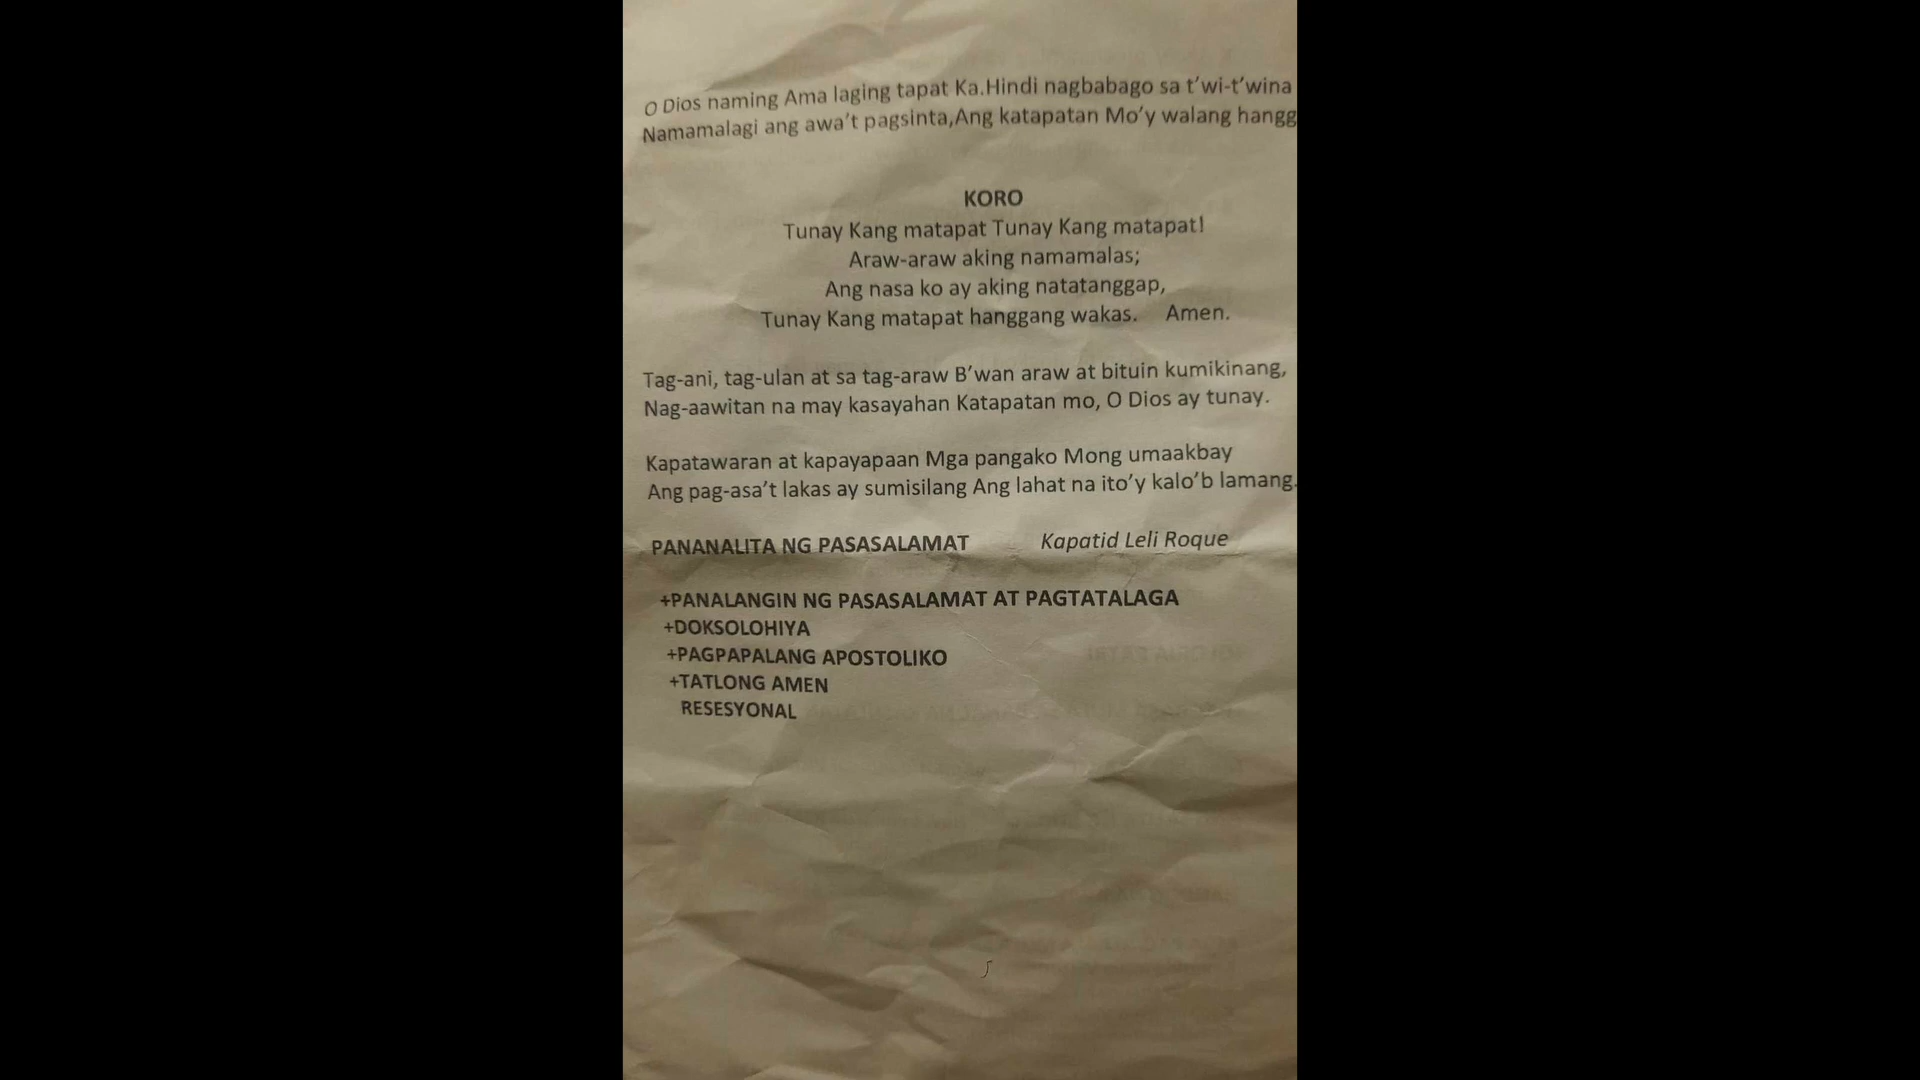 O Dios naming Ama laging tapat Ka.Hindi nagbabago sa t’wi-t’wina
Namamalagi ang awa’t pagsinta,Ang katapatan Mo’y walang hangg
KORO
Tunay Kang matapat Tunay Kang matapat!
Araw-araw aking namamalas;
Ang nasa ko ay aking natatanggap,
Tunay Kang matapat hanggang wakas. Amen.
Tag-ani, tag-ulan at sa tag-araw B’wan araw at bituin kumikinang,
Nag-aawitan na may kasayahan Katapatan mo, O Dios ay tunay.
Kapatawaran at kapayapaan Mga pangako Mong umaakbay
Ang pag-asa’t lakas ay sumisilang Ang lahat na ito’y kalo’b lamang.
PANANALITA NG PASASALAMAT Kapatid Leli Roque
+PANALANGIN NG PASASALAMAT AT PAGTATALAGA
+DOKSOLOHIYA
+PAGPAPALANG APOSTOLIKO
+TATLONG AMEN
RESESYONAL